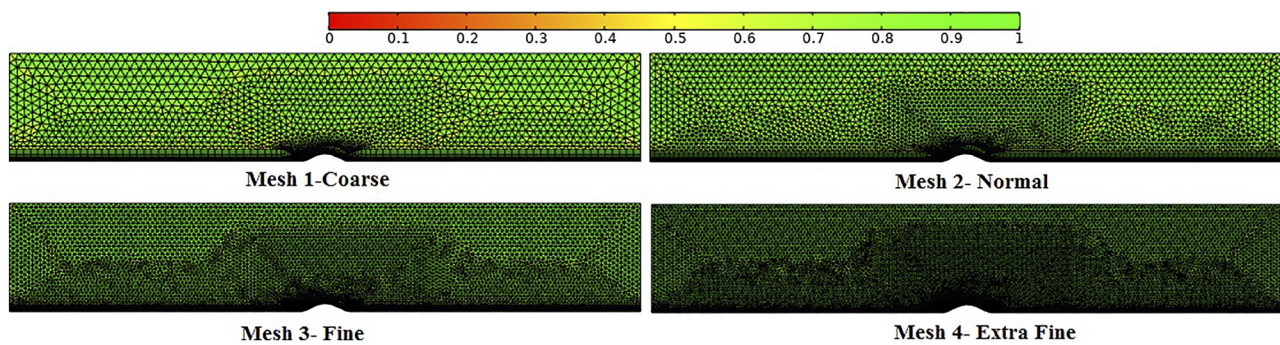 0 0.1 0.2 0.3 0.4 0.5 0.6 0.7 0.8 0.9 1
Mesh 1-Coarse
Mesh 2- Normal
Mesh 3- Fine
Mesh 4- Extra Fine